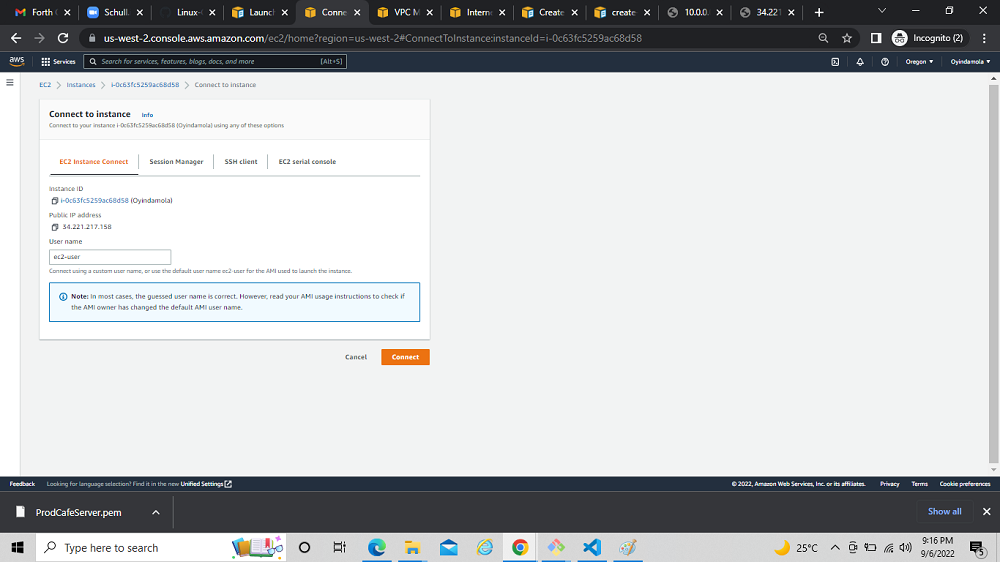 Forth
Schull.
Linux-
Launch
Conne
VPC M
Intern
Create
create
10.0.0.
34.221
us-west-2.console.aws.amazon.com/ec2/home?region=us-west-2#ConnectToInstance:instanceId=i-0c63fc5259ac68d58
Incognito (2)
aws
Services
Search for services, features, blogs, docs, and more
[Alt+S]
Oregon
Oyindamola
EC2
Instances
i-0c63fc5259ac68d58
Connect to instance
Connect to instance Info
Connect to your instance i-0c63fc5259ac68d58 (Oyindamola) using any of these options
EC2 Instance Connect
Session Manager
SSH client
EC2 serial console
Instance ID
i-0c63fc5259ac68d58 (Oyindamola)
Public IP address
34.221.217.158
User name
ec2-user
Connect using a custom user name, or use the default user name ec2-user for the AMI used to launch the instance.
Note: In most cases, the guessed user name is correct. However, read your AMI usage instructions to check if
the AMI owner has changed the default AMI user name.
Cancel
Connect
Feedback
Looking for language selection? Find it in the new Unified Settings
© 2022, Amazon Web Services, Inc. or its affiliates.
Privacy
Terms
Cookie preferences
ProdCafeServer.pem
Show all
Type here to search
25°C
9:16 PM
9/6/2022
5